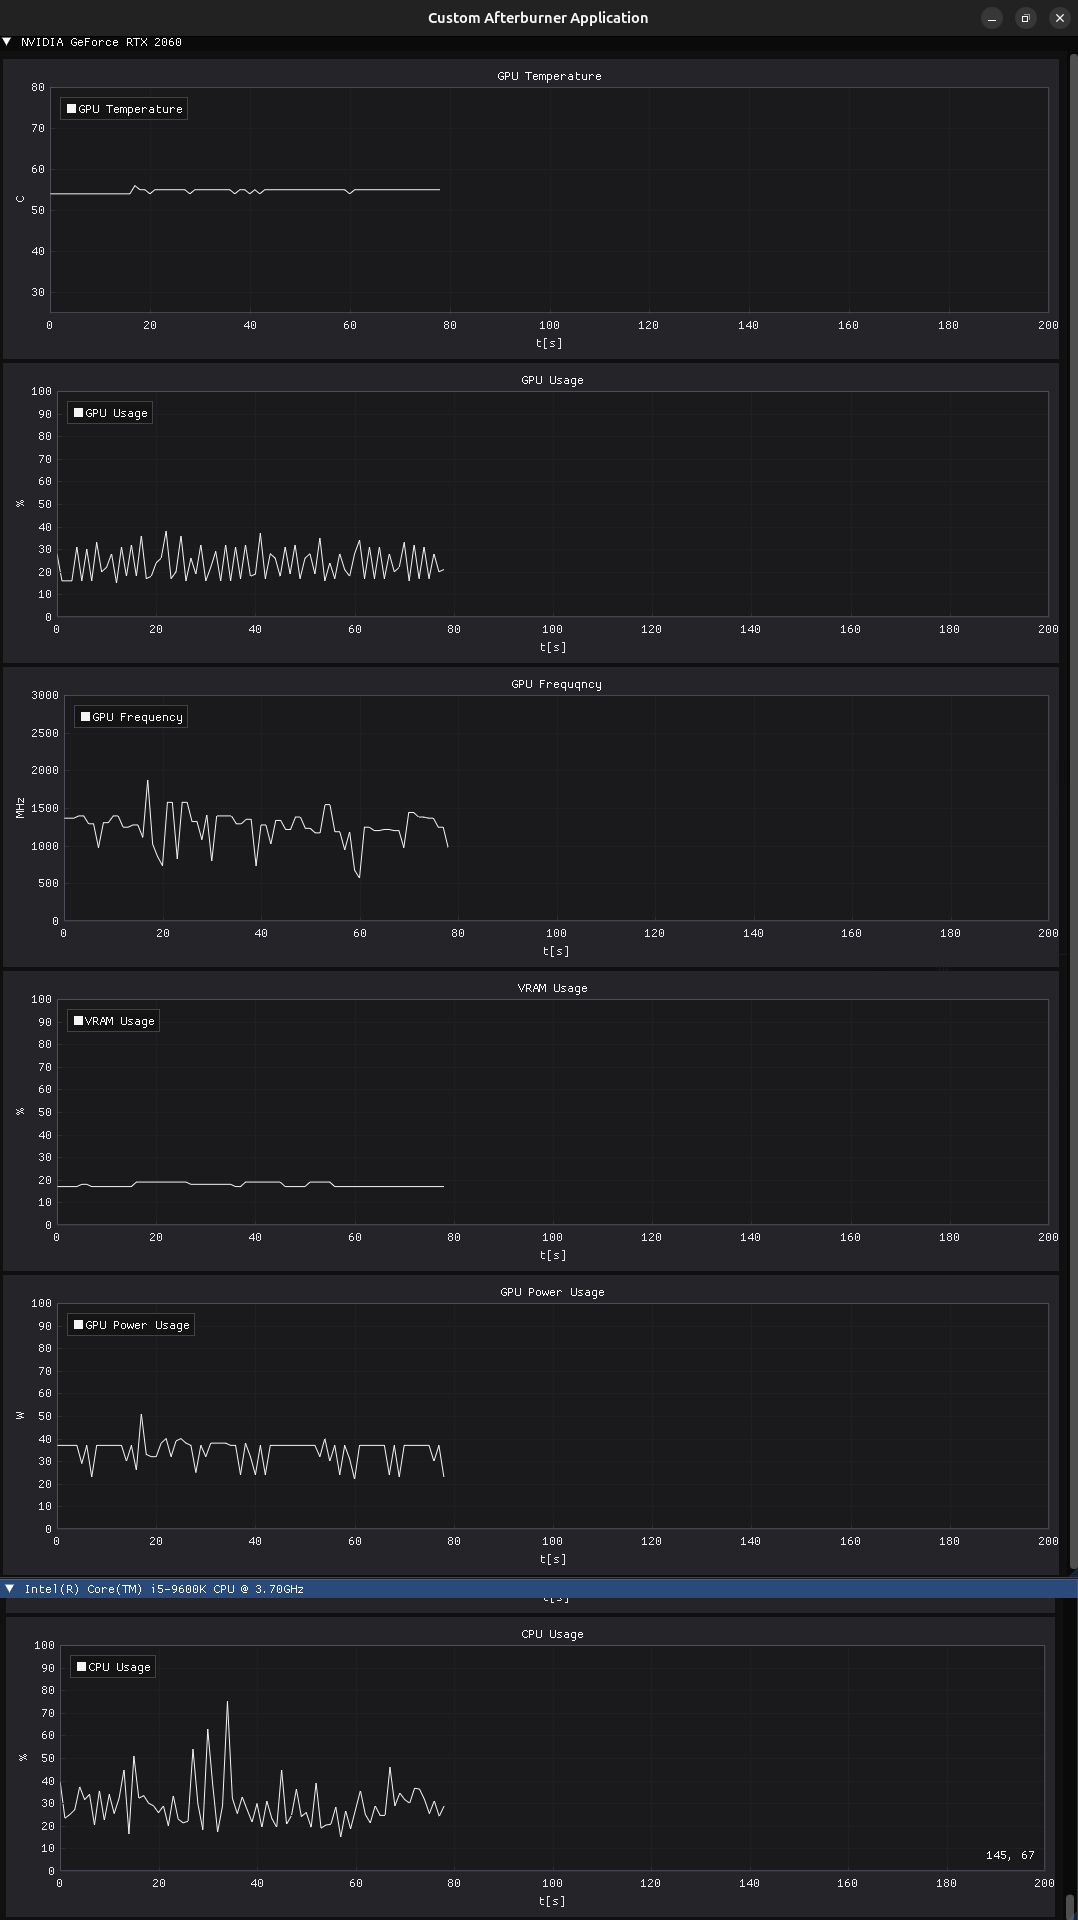 Custom Afterburner Application
NVIDIA GeForce RTX 2060
GPU Temperature
80
GPU Temperature
70
60
C
50
40
30
0 20 40 60 80 100 120 140 160 180 200
t[s]
GPU Usage
100
GPU Usage
90
80
70
60
%
50
40
30
20
10
0
0 20 40 60 80 100 120 140 160 180 200
t[s]
GPU Frequqncy
3000
GPU Frequency
2500
2000
MHz
1500
1000
500
0
0 20 40 60 80 100 120 140 160 180 200
t[s]
VRAM Usage
100
VRAM Usage
90
80
70
60
%
50
40
30
20
10
0
0 20 40 60 80 100 120 140 160 180 200
t[s]
GPU Power Usage
100
GPU Power Usage
90
80
70
60
W
50
40
30
20
10
0
0 20 40 60 80 100 120 140 160 180 200
t[s]
Intel(R) Core(TM) i5-9600K CPU @ 3.70GHz
t[s]
CPU Usage
100
CPU Usage
90
80
70
60
%
50
40
30
20
10
145, 67
0
0 20 40 60 80 100 120 140 160 180 200
t[s]